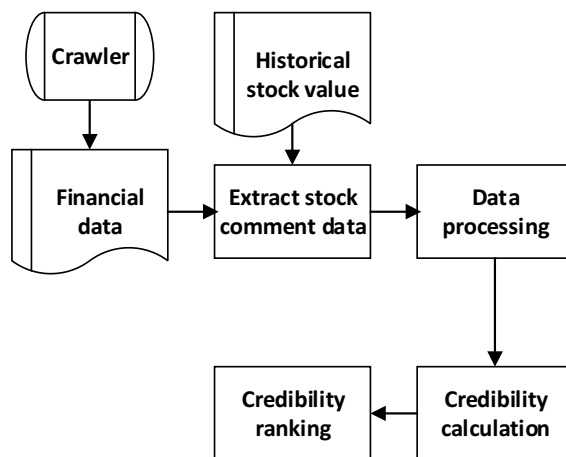 Crawler
Historical
stock value
Financial
data
Extract stock
comment data
Data
processing
Credibility
ranking
Credibility
calculation